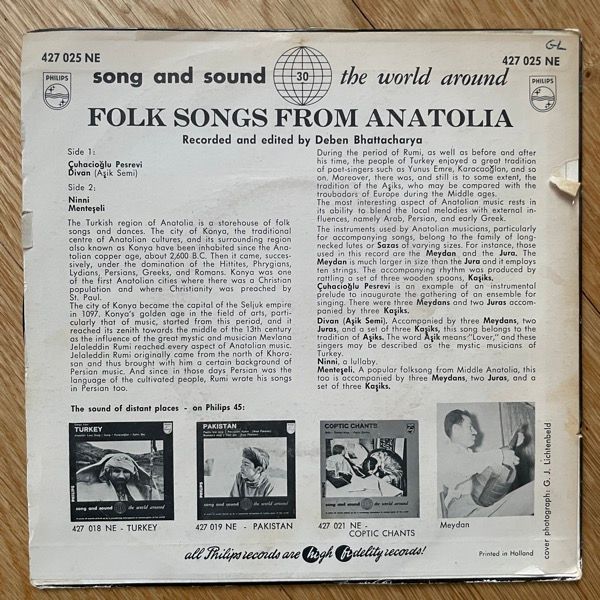 G-L
427 025 NE
427 025 NE
PHILIPS
song and sound 30 the world around
PHILIPS
FOLK SONGS FROM ANATOLIA
Recorded and edited by Deben Bhattacharya
Side 1:
Çuhacioğlu Pesrevi
Divan (Aşik Semi)
Side 2:
Ninni
Menteşeli
The Turkish region of Anatolia is a storehouse of folk
songs and dances. The city of Konya, the traditional
centre of Anatolian cultures, and its surrounding region
also known as Konya have been inhabited since the Ana-
tolian copper age, about 2,600 B.C. Then it came, succes-
sively, under the domination of the Hittites, Phrygians,
Lydians, Persians, Greeks, and Romans. Konya was one
of the first Anatolian cities where there was a Christian
population and where Christianity was preached by
St. Paul.
The city of Konya became the capital of the Seljuk empire
in 1097. Konya's golden age in the field of arts, parti-
cularly that of music, started from this period, and it
reached its zenith towards the middle of the 13th century
as the influence of the great mystic and musician Mevlana
Jelaleddin Rumi reached every aspect of Anatolian music.
Jelaleddin Rumi originally came from the north of Khora-
san and thus brought with him a certain background of
Persian music. And since in those days Persian was the
language of the cultivated people, Rumi wrote his songs
in Persian too.
During the period of Rumi, as well as before and after
his time, the people of Turkey enjoyed a great tradition
of poet-singers such as Yunus Emre, Karacaoğlan, and so
on. Moreover, there was, and still is to some extent, the
tradition of the Aşiks, who may be compared with the
troubadors of Europe during the Middle ages.
The most interesting aspect of Anatolian music rests in
its ability to blend the local melodies with external in-
fluences, namely Arab, Persian, and early Greek.
The instruments used by Anatolian musicians, particularly
for accompanying songs, belong to the family of long-
necked lutes or Sazas of varying sizes. For instance, those
used in this record are the Meydan and the Jura. The
Meydan is much larger in size than the Jura and it employs
ten strings. The accompanying rhythm was produced by
rattling a set of three wooden spoons, Kaşiks.
Çuhacioğlu Pesrevi is an example of an instrumental
prelude to inaugurate the gathering of an ensemble for
singing. There were three Meydans and two Juras accom-
panied by three Kaşiks.
Divan (Aşik Semi). Accompanied by three Meydans, two
Juras, and a set of three Kaşiks, this song belongs to the
tradition of Aşiks. The word Aşik means "Lover," and these
singers may be described as the mystic musicians of
Turkey.
Ninni, a lullaby.
Menteşeli. A popular folksong from Middle Anatolia, this
too is accompanied by three Meydans, two Juras, and a
set of three Kaşiks.
The sound of distant places - on Philips 45:
TURKEY
song and sound the world around
PHILIPS
427 018 NE - TURKEY
PAKISTAN
song and sound the world around
PHILIPS
427 019 NE - PAKISTAN
COPTIC CHANTS
song and sound the world around
427 021 NE -
COPTIC CHANTS
Meydan
cover photograph: G. J. Lichtenbeld
all Philips records are high fidelity records!
Printed in Holland